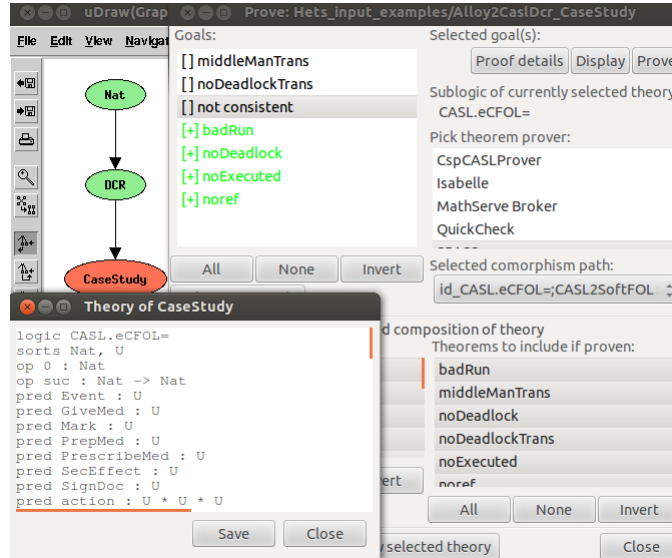 uDraw(Grap
Prove: Hets_input_examples/Alloy2CaslDcr_CaseStudy
File Edit View Navigat
Nat
DCR
CaseStudy
Goals:
[ ] middleManTrans
[ ] noDeadlockTrans
[ ] not consistent
[+] badRun
[+] noDeadlock
[+] noExecuted
[+] noref
All None Invert
Selected goal(s):
Proof details Display Prove
Sublogic of currently selected theory
CASL.eCFOL=
Pick theorem prover:
CspCASLProver
Isabelle
MathServe Broker
QuickCheck
Selected comorphism path:
id_CASL.eCFOL=;CASL2SoftFOL
Theory of CaseStudy
logic CASL.eCFOL=
sorts Nat, U
op 0 : Nat
op suc : Nat -> Nat
pred Event : U
pred GiveMed : U
pred Mark : U
pred PrepMed : U
pred PrescribeMed : U
pred SecEffect : U
pred SignDoc : U
pred action : U * U * U
Save Close
d composition of theory
Theorems to include if proven:
badRun
middleManTrans
noDeadlock
noDeadlockTrans
noExecuted
noref
vert
All None Invert
selected theory
Close